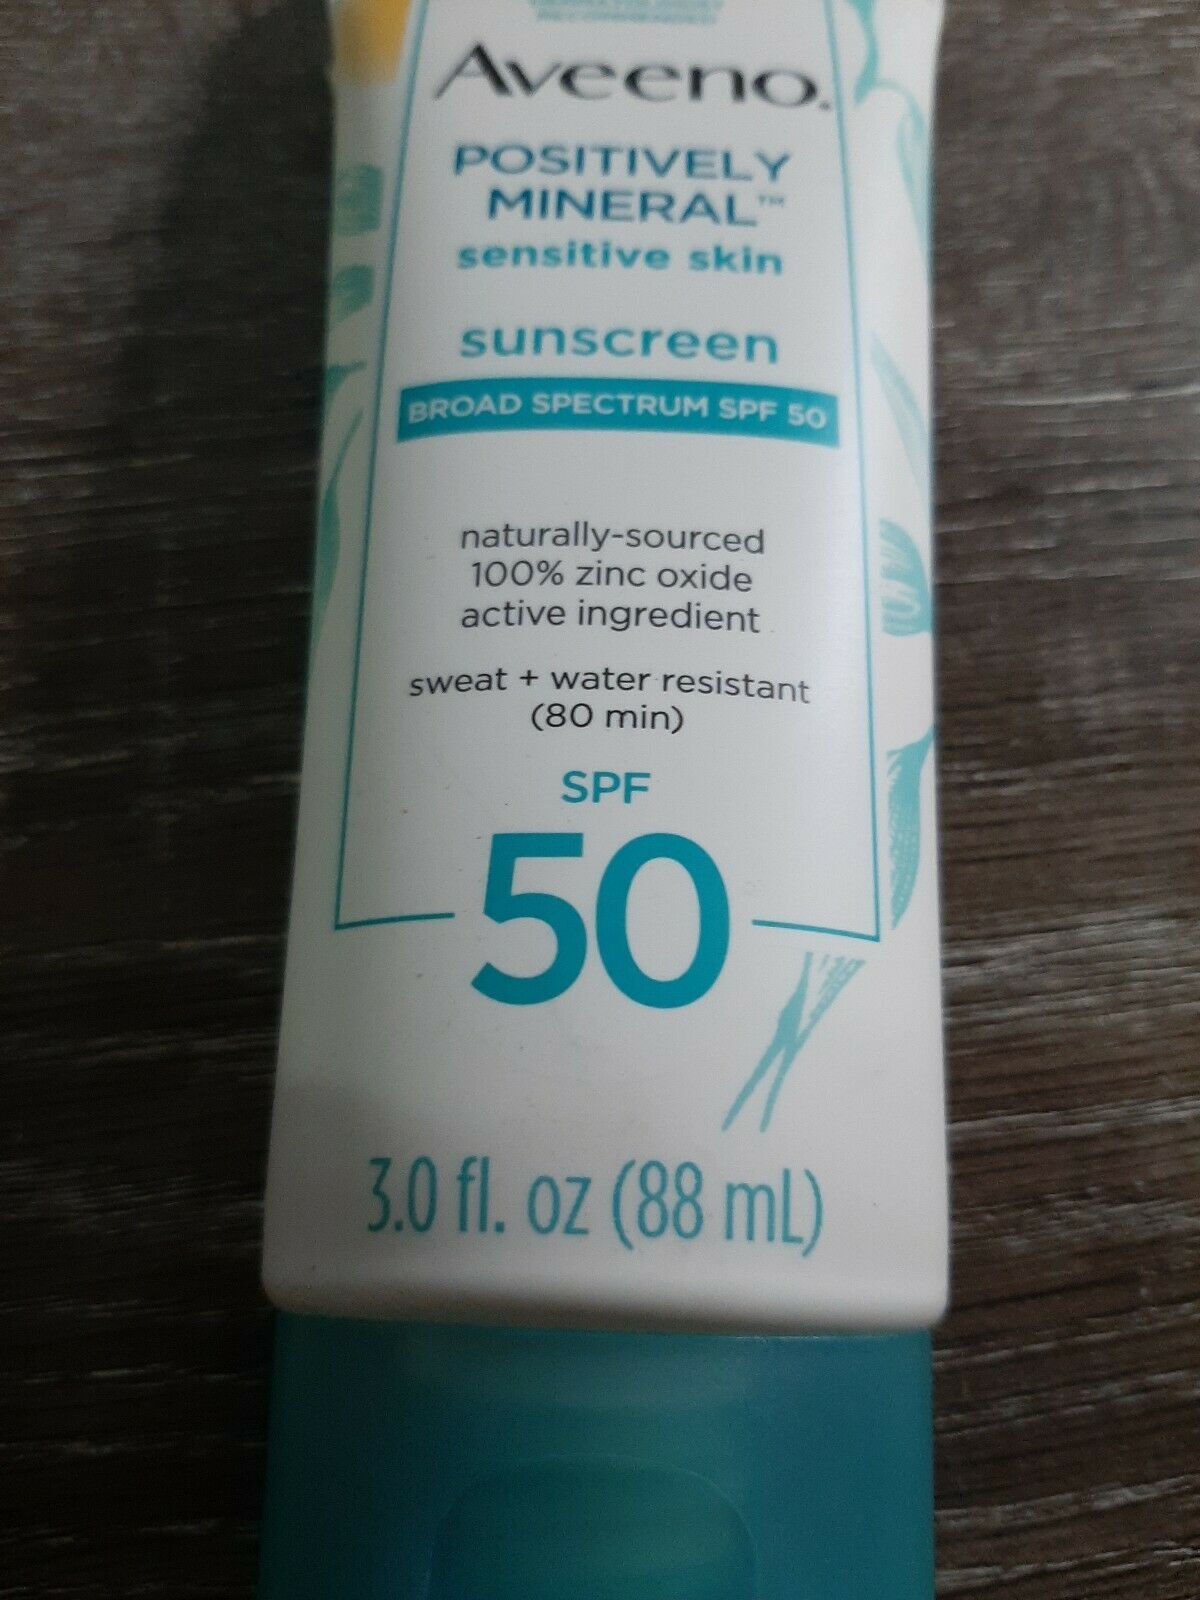 Aveeno.
POSITIVELY
MINERAL™
sensitive skin
sunscreen
BROAD SPECTRUM SPF 50
naturally-sourced
100% zinc oxide
active ingredient
sweat + water resistant
(80 min)
SPF
50
3.0 fl. oz (88 mL)